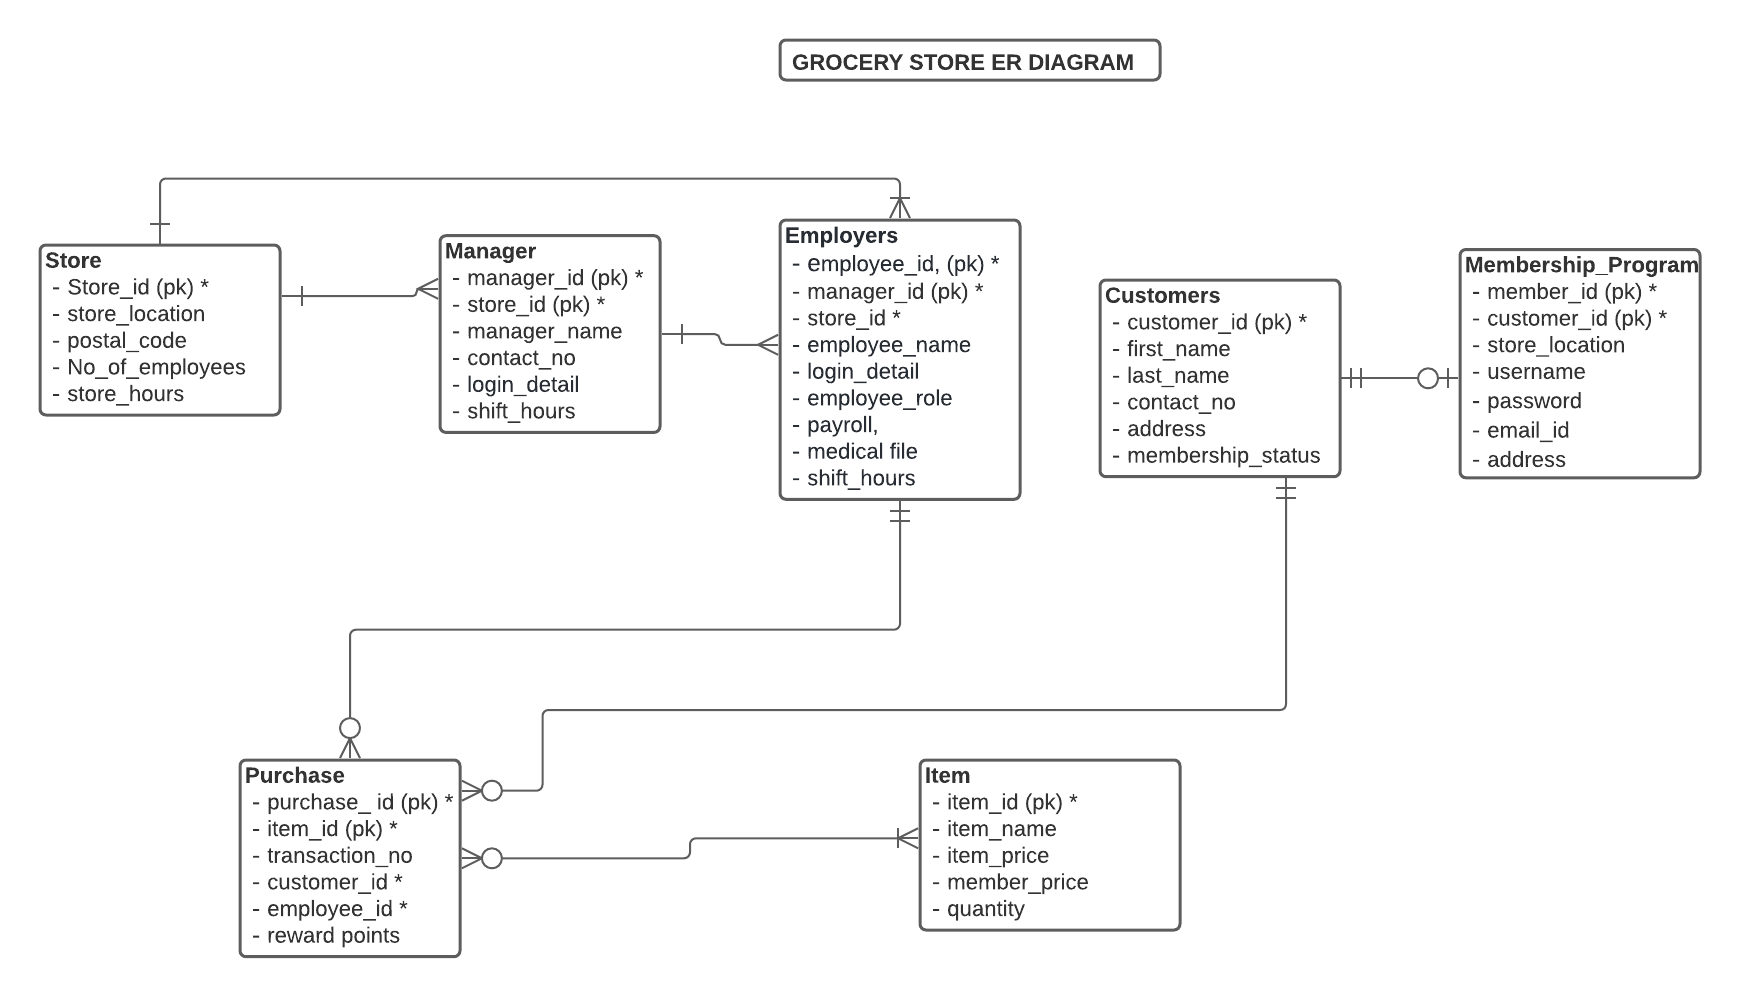 GROCERY STORE ER DIAGRAM
Store
- Store_id (pk) *
- store_location
- postal_code
- No_of_employees
- store_hours
Manager
- manager_id (pk) *
- store_id (pk) *
- manager_name
- contact_no
- login_detail
- shift_hours
Employers
- employee_id, (pk) *
- manager_id (pk) *
- store_id *
- employee_name
- login_detail
- employee_role
- payroll,
- medical file
- shift_hours
Customers
- customer_id (pk) *
- first_name
- last_name
- contact_no
- address
- membership_status
Membership_Program
- member_id (pk) *
- customer_id (pk) *
- store_location
- username
- password
- email_id
- address
Purchase
- purchase_ id (pk) *
- item_id (pk) *
- transaction_no
- customer_id *
- employee_id *
- reward points
Item
- item_id (pk) *
- item_name
- item_price
- member_price
- quantity